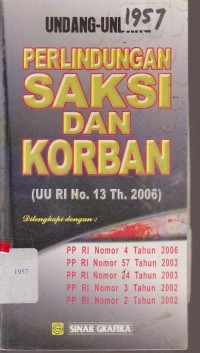 1957
UNDANG-UNDANG
PERLINDUNGAN
SAKSI
DAN
KORBAN
(UU RI No. 13 Th. 2006)
Dilengkapi dengan :
PP RI Nomor 4 Tahun 2006
PP RI Nomor 57 Tahun 2003
PP RI Nomor 24 Tahun 2003
PP RI Nomor 3 Tahun 2002
PP RI Nomor 2 Tahun 2002
1957
SINAR GRAFIKA